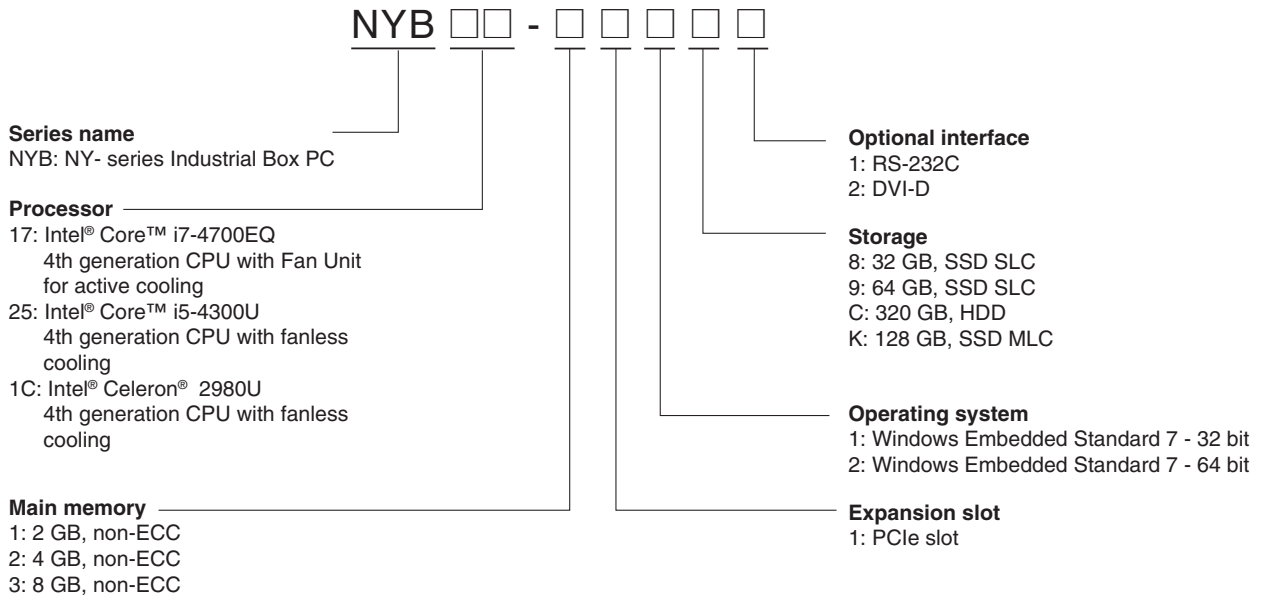 NYB □□ - □ □ □ □ □
Series name
NYB: NY- series Industrial Box PC
Processor
17: Intel® Core™ i7-4700EQ
4th generation CPU with Fan Unit
for active cooling
25: Intel® Core™ i5-4300U
4th generation CPU with fanless
cooling
1C: Intel® Celeron® 2980U
4th generation CPU with fanless
cooling
Main memory
1: 2 GB, non-ECC
2: 4 GB, non-ECC
3: 8 GB, non-ECC
Optional interface
1: RS-232C
2: DVI-D
Storage
8: 32 GB, SSD SLC
9: 64 GB, SSD SLC
C: 320 GB, HDD
K: 128 GB, SSD MLC
Operating system
1: Windows Embedded Standard 7 - 32 bit
2: Windows Embedded Standard 7 - 64 bit
Expansion slot
1: PCIe slot